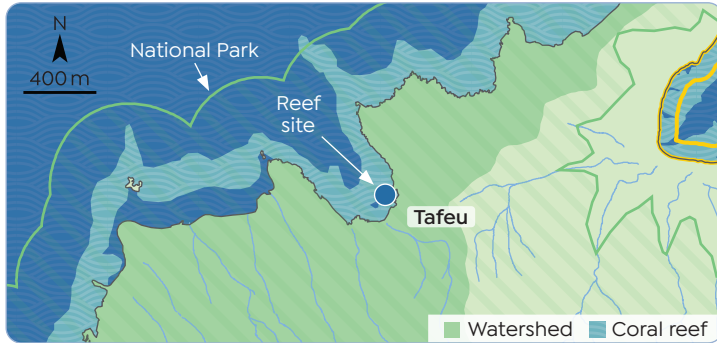 N
400 m
National Park
Reef
site
Tafeu
Watershed
Coral reef